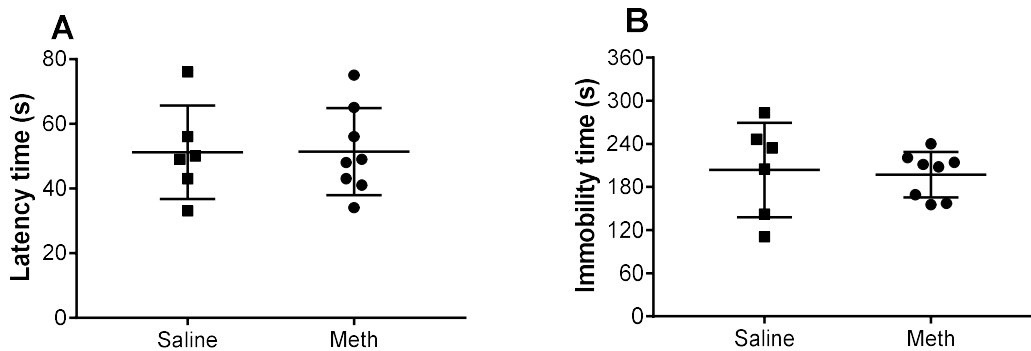 A
Latency time (s)
80
60
40
20
0
Saline Meth
B
Immobility time (s)
360
300
240
180
120
60
0
Saline Meth